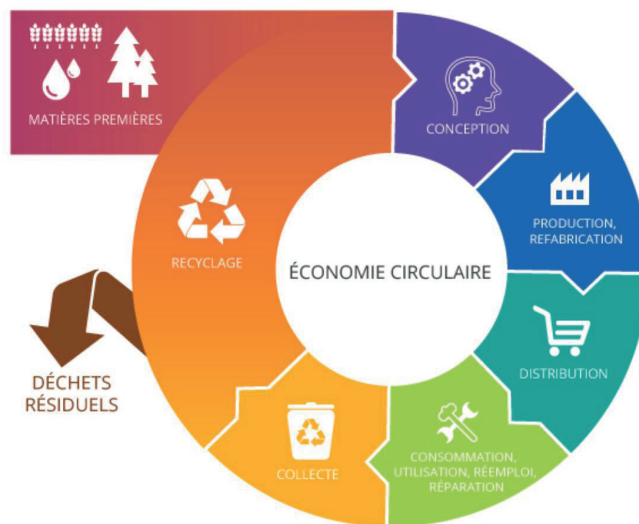 MATIÈRES PREMIÈRES
CONCEPTION
PRODUCTION,
REFABRICATION
RECYCLAGE
ÉCONOMIE CIRCULAIRE
DISTRIBUTION
DÉCHETS
RÉSIDUELS
COLLECTE
CONSOMMATION,
UTILISATION, RÉEMPLOI,
RÉPARATION